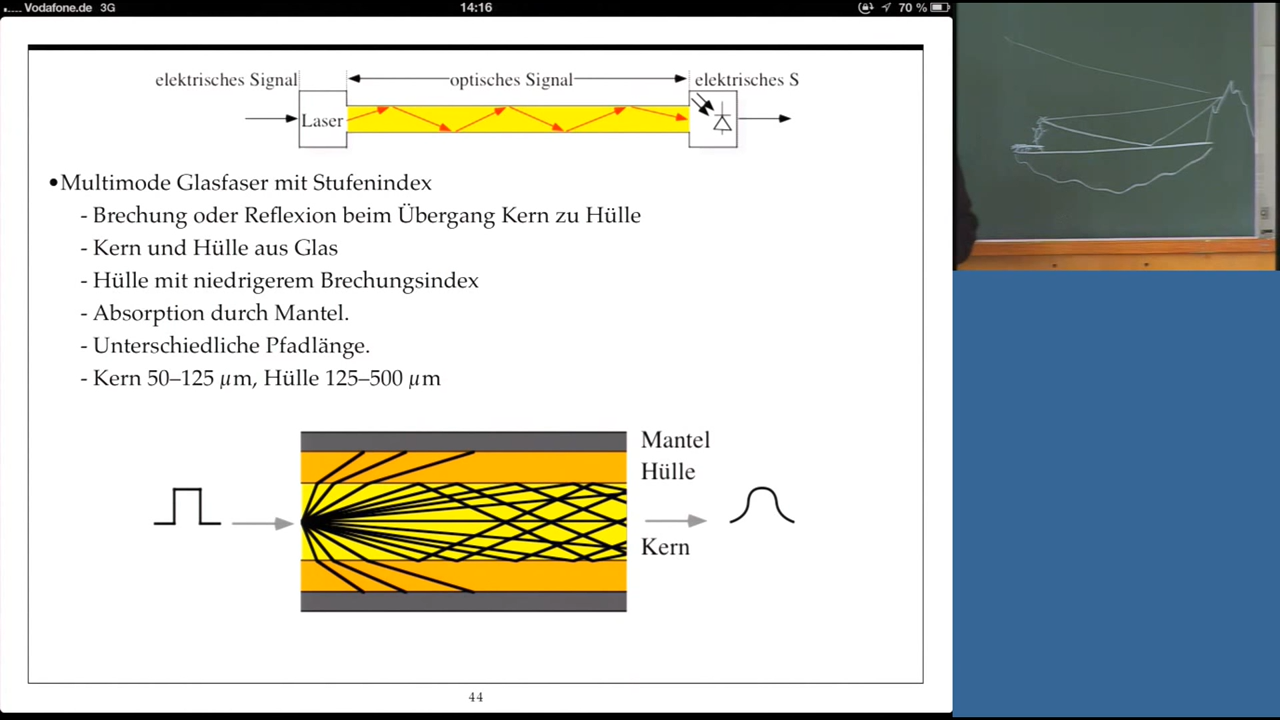 Vodafone.de 3G 14:16 70 %
elektrisches Signal optisches Signal elektrisches S
Laser
•Multimode Glasfaser mit Stufenindex
- Brechung oder Reflexion beim Übergang Kern zu Hülle
- Kern und Hülle aus Glas
- Hülle mit niedrigerem Brechungsindex
- Absorption durch Mantel.
- Unterschiedliche Pfadlänge.
- Kern 50–125 µm, Hülle 125–500 µm
Mantel
Hülle
Kern
44